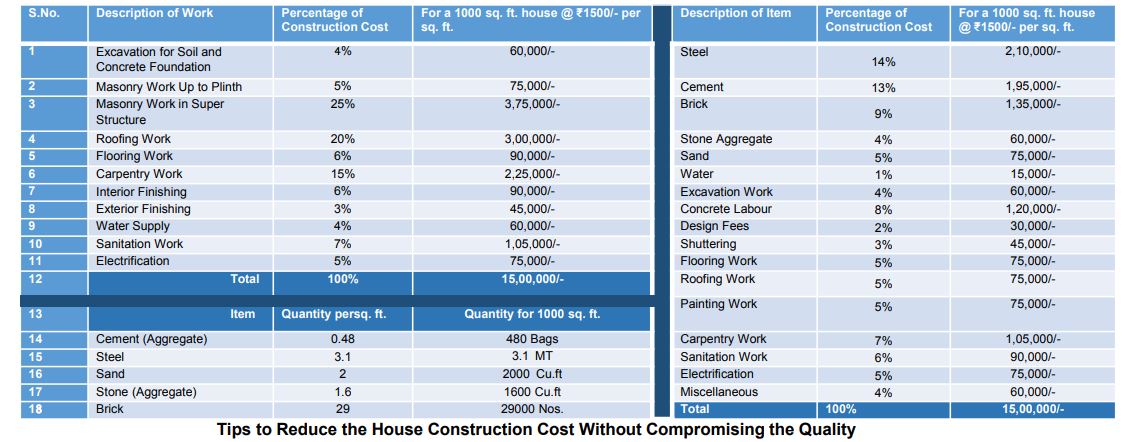 S.No. Description of Work Percentage of Construction Cost For a 1000 sq. ft. house @ ₹1500/- per sq. ft.
1 Excavation for Soil and Concrete Foundation 4% 60,000/-
2 Masonry Work Up to Plinth 5% 75,000/-
3 Masonry Work in Super Structure 25% 3,75,000/-
4 Roofing Work 20% 3,00,000/-
5 Flooring Work 6% 90,000/-
6 Carpentry Work 15% 2,25,000/-
7 Interior Finishing 6% 90,000/-
8 Exterior Finishing 3% 45,000/-
9 Water Supply 4% 60,000/-
10 Sanitation Work 7% 1,05,000/-
11 Electrification 5% 75,000/-
12 Total 100% 15,00,000/-
13 Item Quantity persq. ft. Quantity for 1000 sq. ft.
14 Cement (Aggregate) 0.48 480 Bags
15 Steel 3.1 3.1 MT
16 Sand 2 2000 Cu.ft
17 Stone (Aggregate) 1.6 1600 Cu.ft
18 Brick 29 29000 Nos.
Description of Item Percentage of Construction Cost For a 1000 sq. ft. house @ ₹1500/- per sq. ft.
Steel 14% 2,10,000/-
Cement 13% 1,95,000/-
Brick 9% 1,35,000/-
Stone Aggregate 4% 60,000/-
Sand 5% 75,000/-
Water 1% 15,000/-
Excavation Work 4% 60,000/-
Concrete Labour 8% 1,20,000/-
Design Fees 2% 30,000/-
Shuttering 3% 45,000/-
Flooring Work 5% 75,000/-
Roofing Work 5% 75,000/-
Painting Work 5% 75,000/-
Carpentry Work 7% 1,05,000/-
Sanitation Work 6% 90,000/-
Electrification 5% 75,000/-
Miscellaneous 4% 60,000/-
Total 100% 15,00,000/-
Tips to Reduce the House Construction Cost Without Compromising the Quality